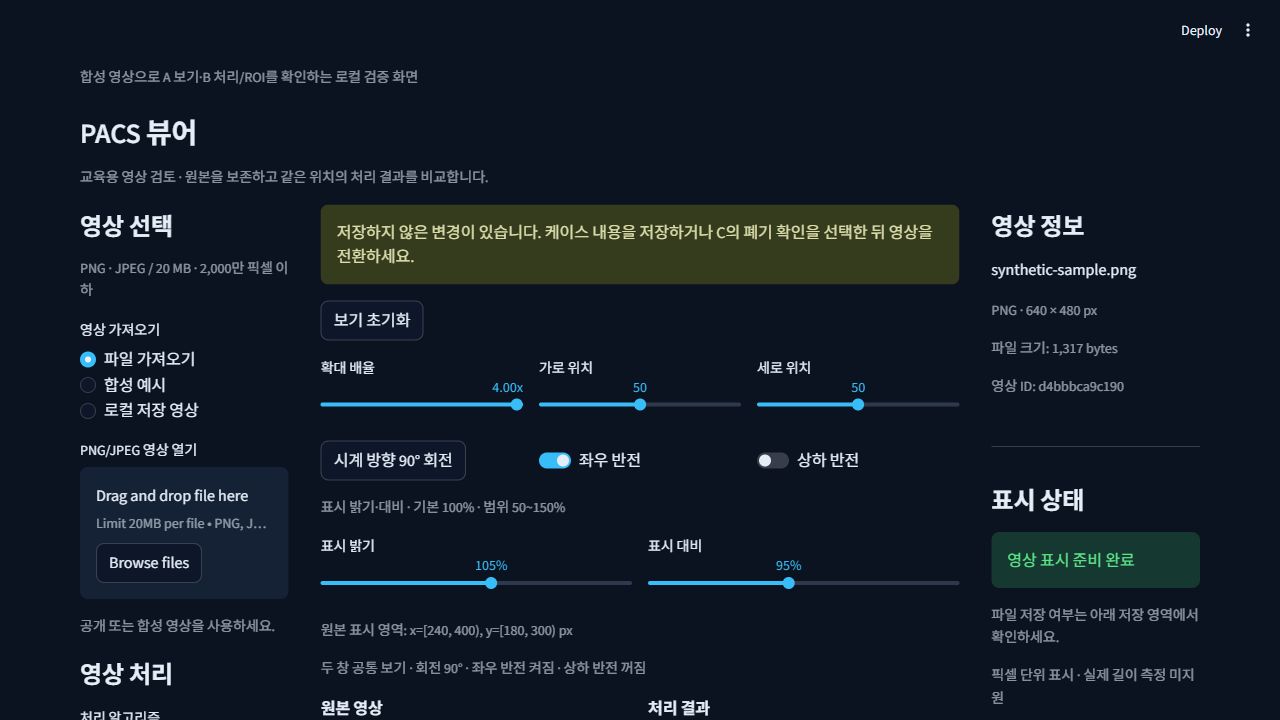 Deploy
합성 영상으로 A 보기·B 처리/ROI를 확인하는 로컬 검증 화면
PACS 뷰어
교육용 영상 검토 · 원본을 보존하고 같은 위치의 처리 결과를 비교합니다.
영상 선택
PNG · JPEG / 20 MB · 2,000만 픽셀 이
하
영상 가져오기
파일 가져오기
합성 예시
로컬 저장 영상
PNG/JPEG 영상 열기
Drag and drop file here
Limit 20MB per file • PNG, J…
Browse files
공개 또는 합성 영상을 사용하세요.
영상 처리
처리 알고리즘
저장하지 않은 변경이 있습니다. 케이스 내용을 저장하거나 C의 폐기 확인을 선택한 뒤 영상을
전환하세요.
보기 초기화
확대 배율
4.00x
가로 위치
50
세로 위치
50
시계 방향 90° 회전
좌우 반전
상하 반전
표시 밝기·대비 · 기본 100% · 범위 50~150%
표시 밝기
105%
표시 대비
95%
원본 표시 영역: x=[240, 400), y=[180, 300) px
두 창 공통 보기 · 회전 90° · 좌우 반전 켜짐 · 상하 반전 꺼짐
원본 영상
처리 결과
영상 정보
synthetic-sample.png
PNG · 640 × 480 px
파일 크기: 1,317 bytes
영상 ID: d4bbbca9c190
표시 상태
영상 표시 준비 완료
파일 저장 여부는 아래 저장 영역에서
확인하세요.
픽셀 단위 표시 · 실제 길이 측정 미지
원